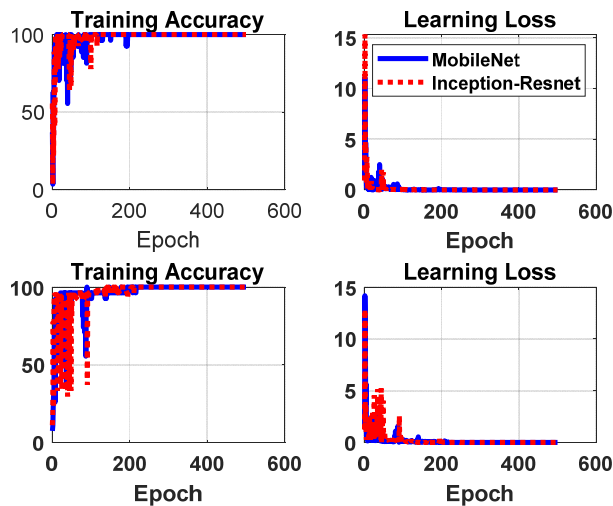 Training Accuracy
100
50
0
0 200 400 600
Epoch
Learning Loss
15
10
5
0
MobileNet
Inception-Resnet
0 200 400 600
Epoch
Training Accuracy
100
50
0
0 200 400 600
Epoch
Learning Loss
15
10
5
0
0 200 400 600
Epoch